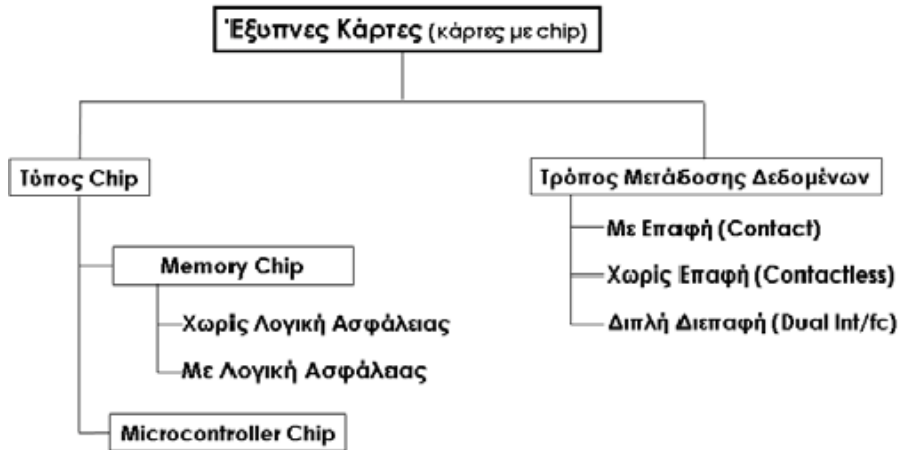 Έξυπνες Κάρτες (κάρτες με chip)
Τύπος Chip
Memory Chip
Χωρίς Λογική Ασφάλειας
Με Λογική Ασφάλειας
Microcontroller Chip
Τρόπος Μετάδοσης Δεδομένων
Με Επαφή (Contact)
Χωρίς Επαφή (Contactless)
Διπλή Διεπαφή (Dual Int/fc)